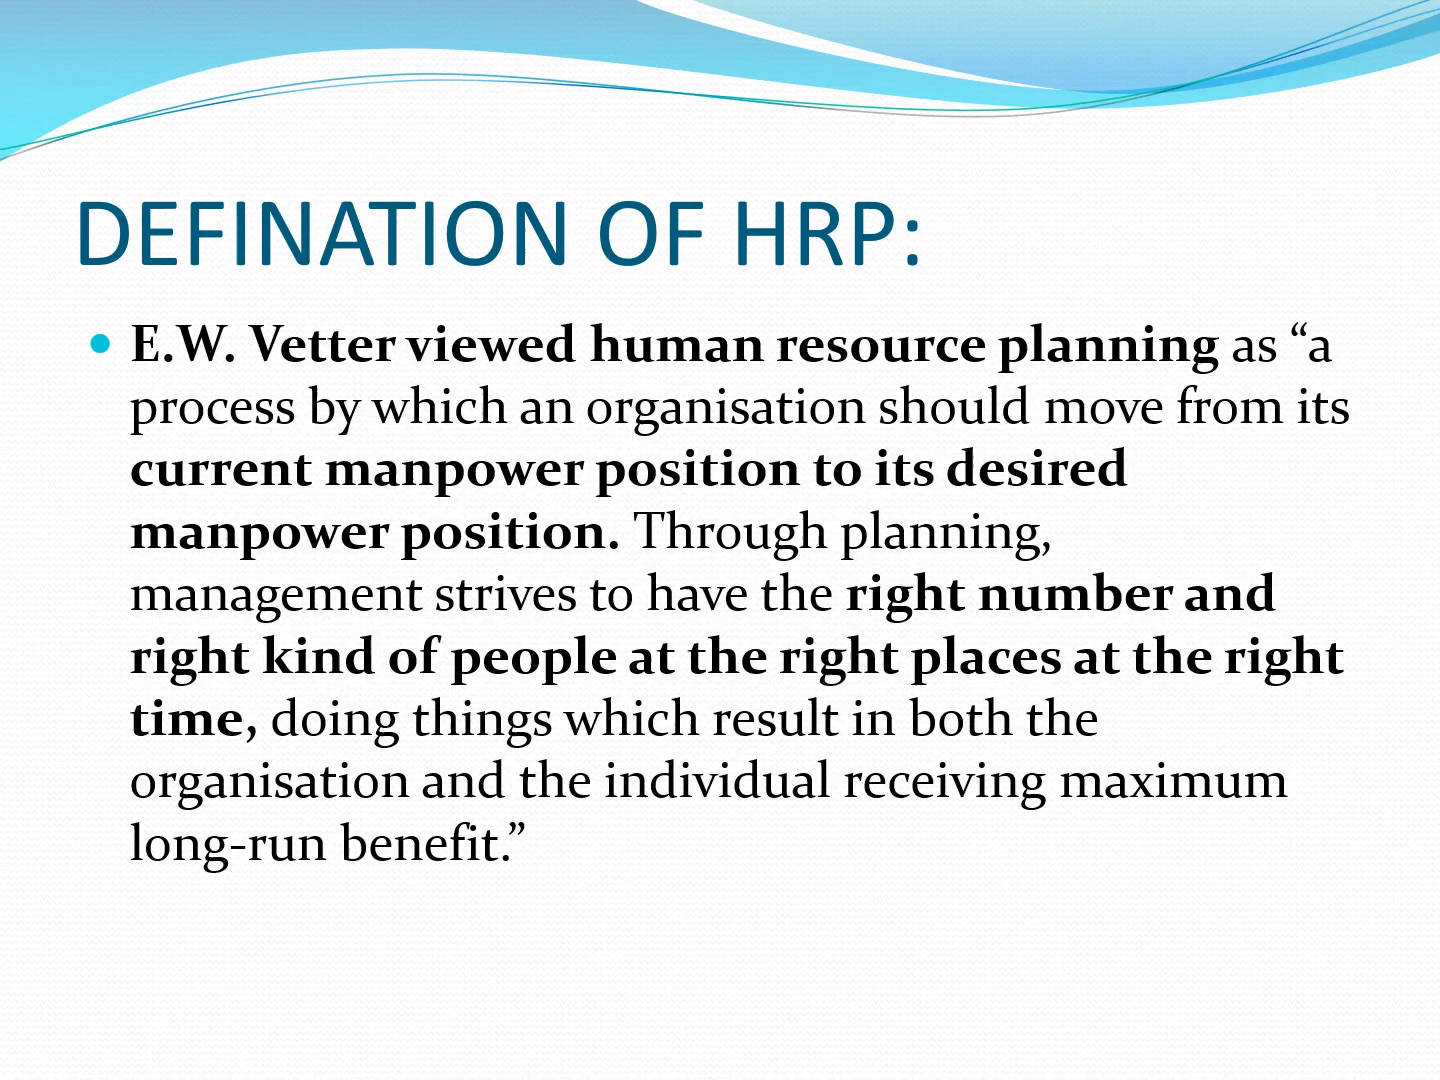 DEFINATION OF HRP:
• E.W. Vetter viewed human resource planning as “a
process by which an organisation should move from its
current manpower position to its desired
manpower position. Through planning,
management strives to have the right number and
right kind of people at the right places at the right
time, doing things which result in both the
organisation and the individual receiving maximum
long-run benefit.”